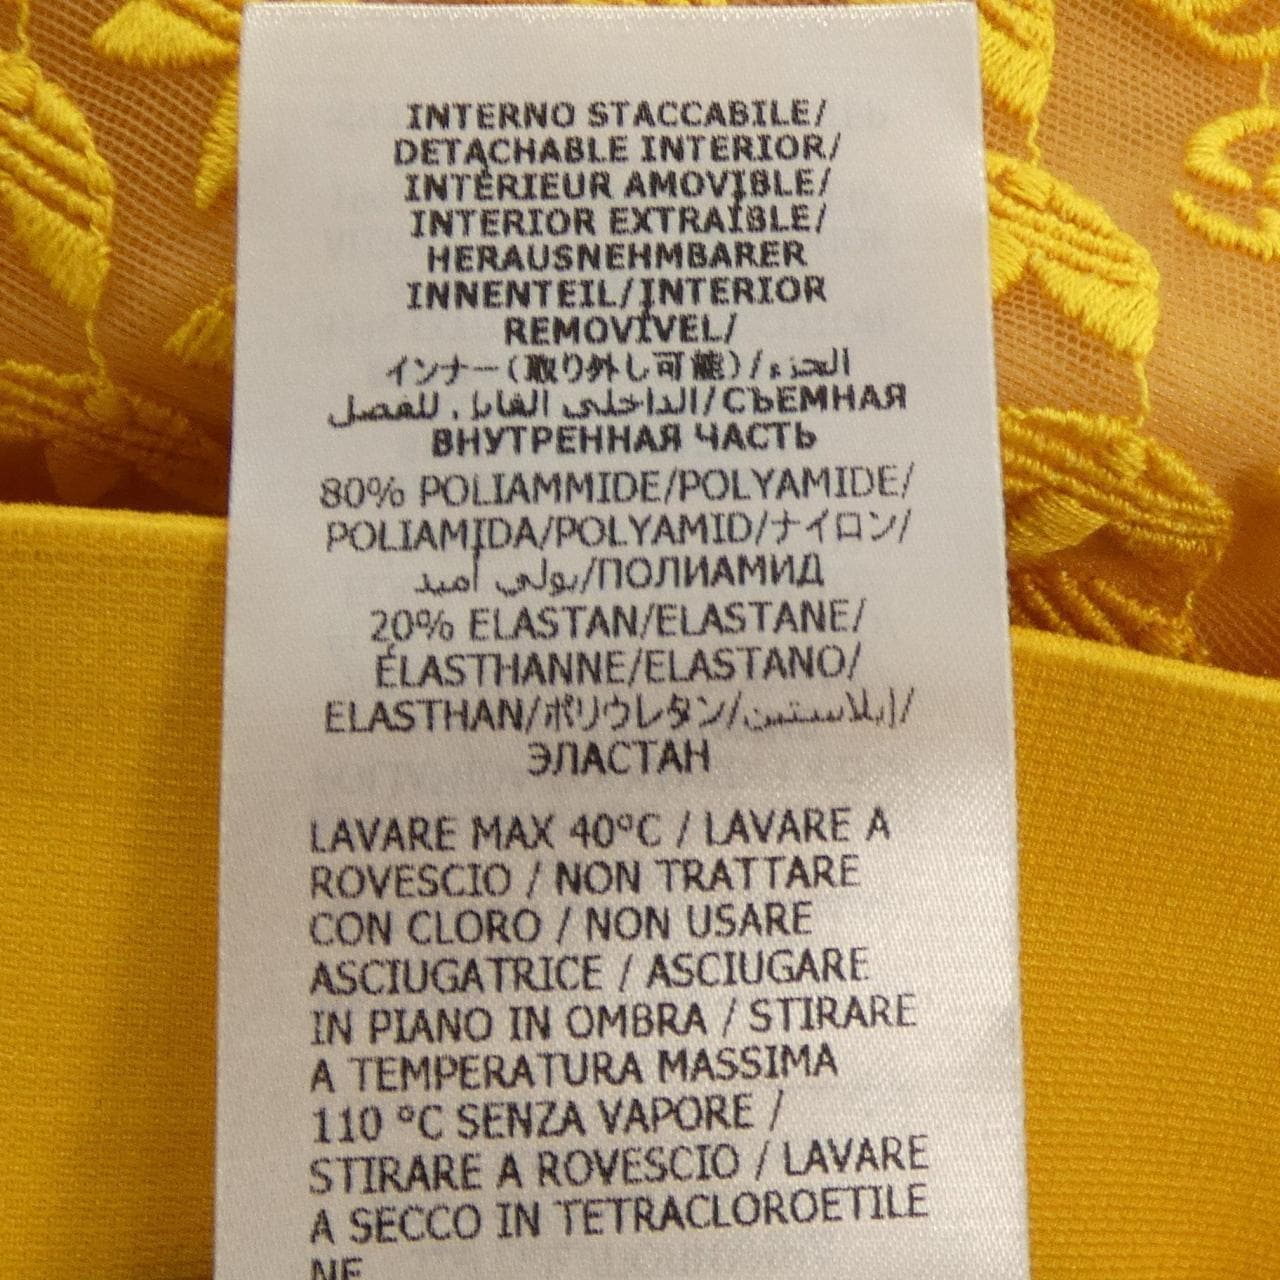 INTERNO STACCABILE/
DETACHABLE INTERIOR/
INTÉRIEUR AMOVIBLE/
INTERIOR EXTRAÍBLE/
HERAUSNEHMBARER
INNENTEIL/INTERIOR
REMOVÍVEL/
インナー(取り外し可能)/الجزء
الداخلي القابل للفصل/СЪЕМНАЯ
ВНУТРЕННАЯ ЧАСТЬ
80% POLIAMMIDE/POLYAMIDE/
POLIAMIDA/POLYAMID/ナイロン/
بولي أميد/ПОЛИАМИД
20% ELASTAN/ELASTANE/
ÉLASTHANNE/ELASTANO/
ELASTHAN/ポリウレタン/إيلاستين/
ЭЛАСТАН
LAVARE MAX 40°C / LAVARE A
ROVESCIO / NON TRATTARE
CON CLORO / NON USARE
ASCIUGATRICE / ASCIUGARE
IN PIANO IN OMBRA / STIRARE
A TEMPERATURA MASSIMA
110 °C SENZA VAPORE /
STIRARE A ROVESCIO / LAVARE
A SECCO IN TETRACLOROETILE
NE